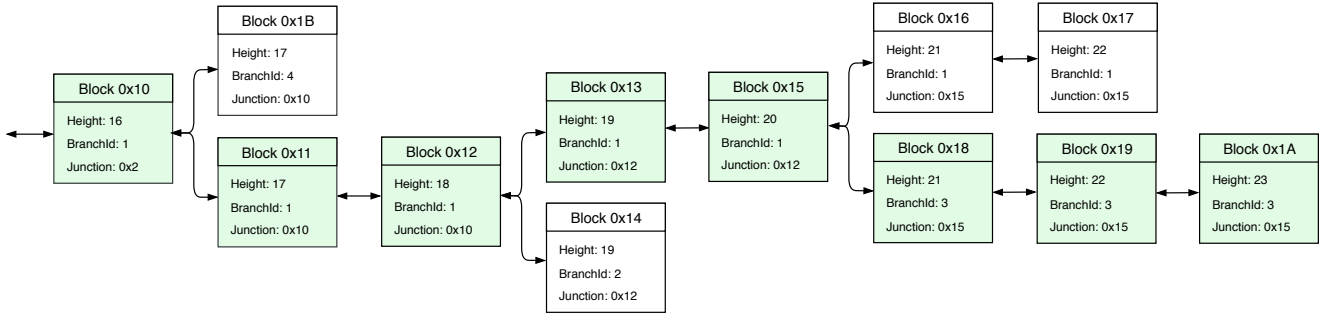 Block 0x10
Height: 16
BranchId: 1
Junction: 0x2
Block 0x1B
Height: 17
BranchId: 4
Junction: 0x10
Block 0x11
Height: 17
BranchId: 1
Junction: 0x10
Block 0x12
Height: 18
BranchId: 1
Junction: 0x10
Block 0x13
Height: 19
BranchId: 1
Junction: 0x12
Block 0x14
Height: 19
BranchId: 2
Junction: 0x12
Block 0x15
Height: 20
BranchId: 1
Junction: 0x12
Block 0x16
Height: 21
BranchId: 1
Junction: 0x15
Block 0x17
Height: 22
BranchId: 1
Junction: 0x15
Block 0x18
Height: 21
BranchId: 3
Junction: 0x15
Block 0x19
Height: 22
BranchId: 3
Junction: 0x15
Block 0x1A
Height: 23
BranchId: 3
Junction: 0x15